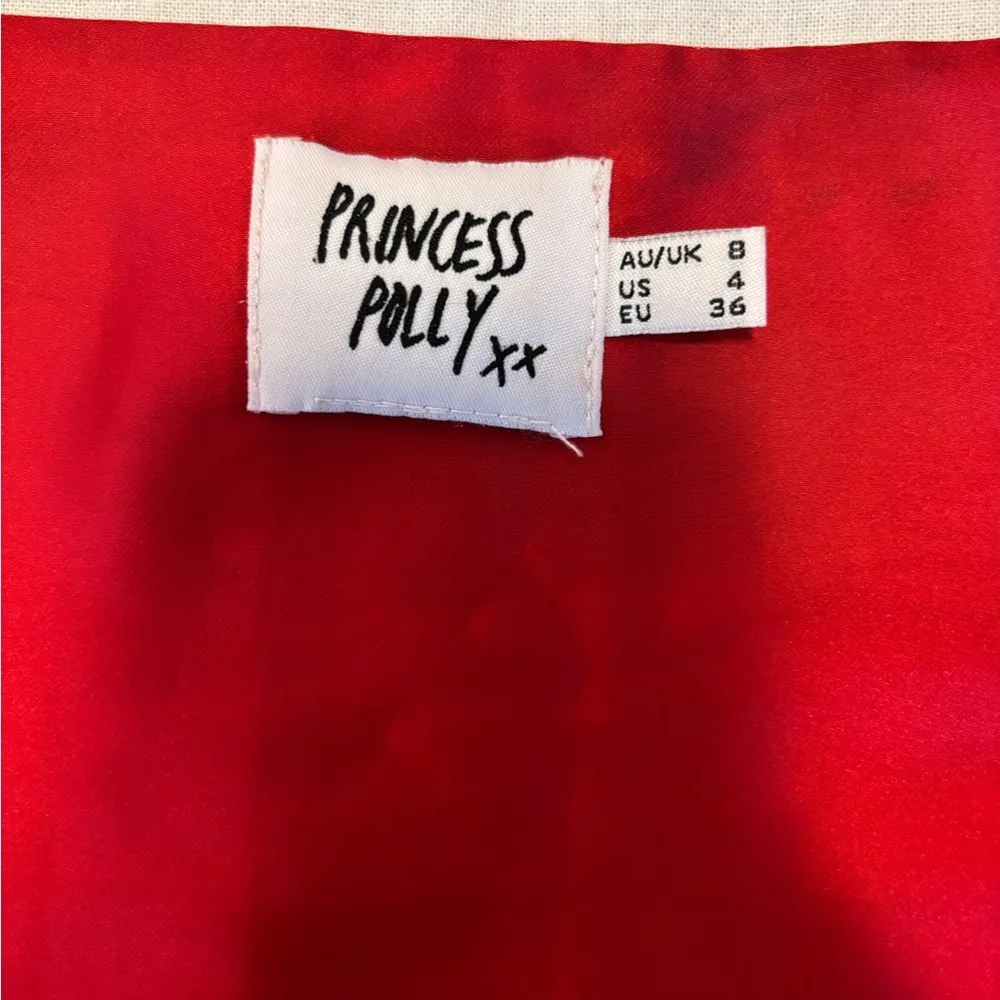 PRINCESS
POLLY xx
AU/UK 8
US 4
EU 36